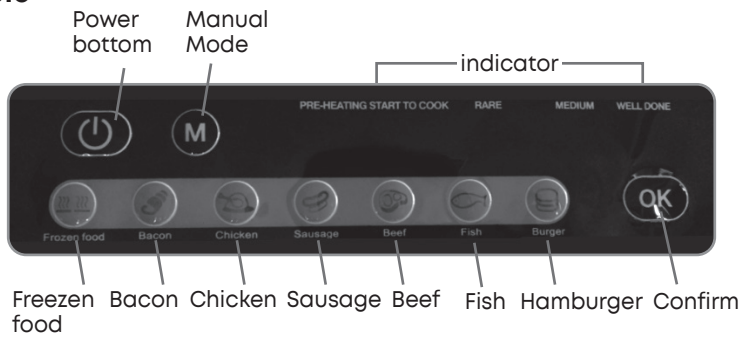 Power
bottom
Manual
Mode
indicator
PRE-HEATING START TO COOK RARE MEDIUM WELL DONE
M
OK
Frozen food Bacon Chicken Sausage Beef Fish Burger
Freezen
food
Bacon Chicken Sausage Beef Fish Hamburger Confirm